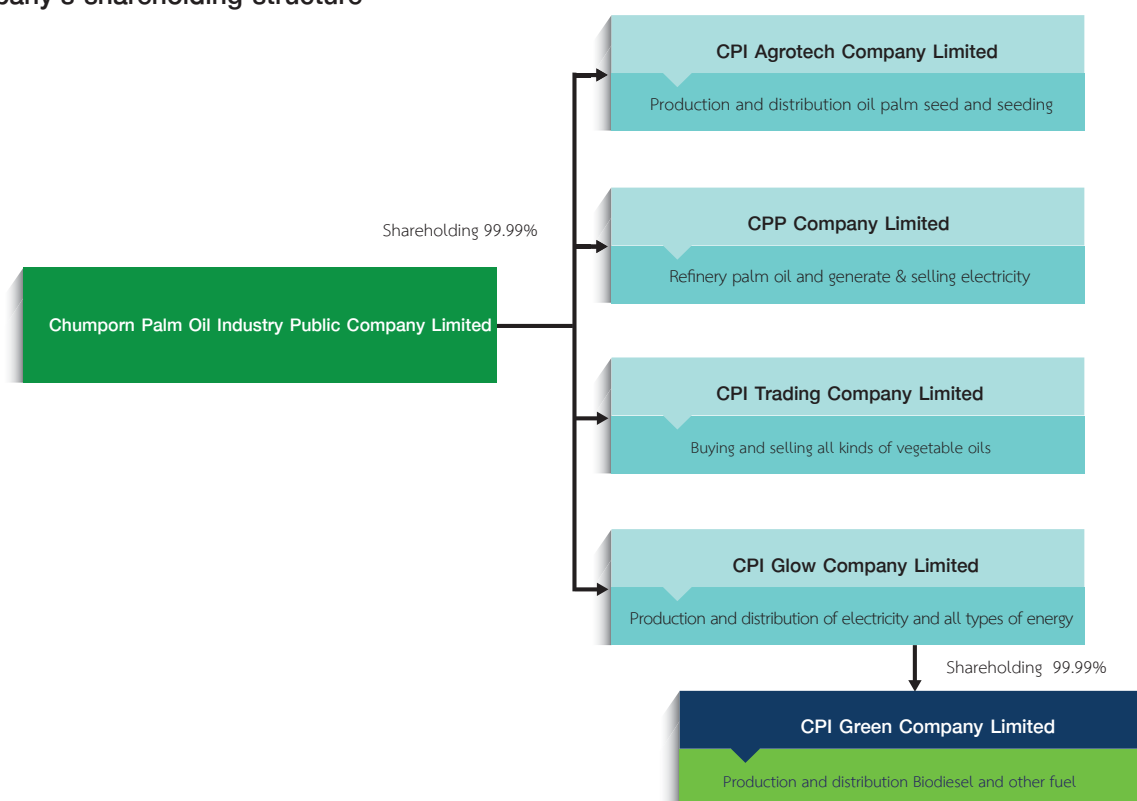 shareholding structure
CPI Agrotech Company Limited
Production and distribution oil palm seed and seeding
Shareholding 99.99%
CPP Company Limited
Refinery palm oil and generate & selling electricity
Chumporn Palm Oil Industry Public Company Limited
CPI Trading Company Limited
Buying and selling all kinds of vegetable oils
CPI Glow Company Limited
Production and distribution of electricity and all types of energy
Shareholding 99.99%
CPI Green Company Limited
Production and distribution Biodiesel and other fuel